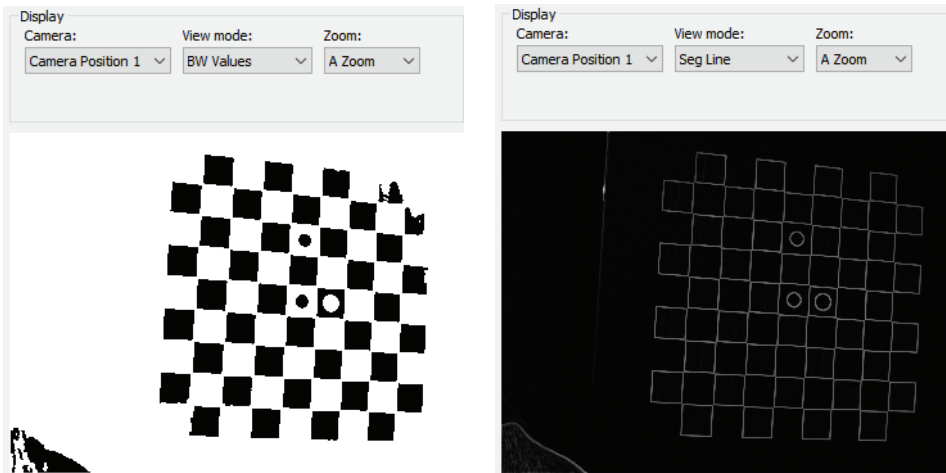 Display
Camera: View mode: Zoom:
Camera Position 1 BW Values A Zoom
Display
Camera: View mode: Zoom:
Camera Position 1 Seg Line A Zoom